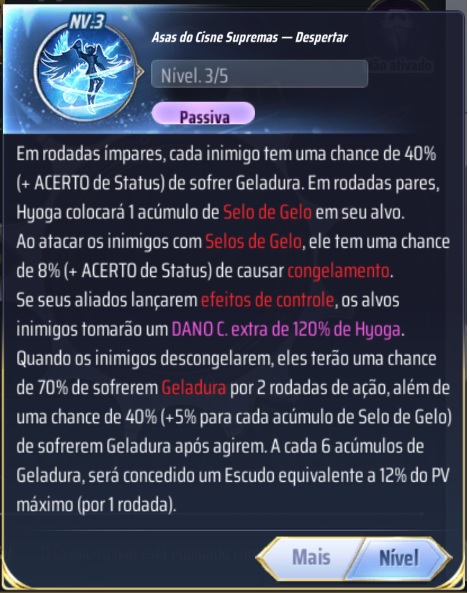 NV.3
Asas do Cisne Supremas — Despertar
Nível. 3/5
Passiva
Em rodadas ímpares, cada inimigo tem uma chance de 40%
(+ ACERTO de Status) de sofrer Geladura. Em rodadas pares,
Hyoga colocará 1 acúmulo de Selo de Gelo em seu alvo.
Ao atacar os inimigos com Selos de Gelo, ele tem uma chance
de 8% (+ ACERTO de Status) de causar congelamento.
Se seus aliados lançarem efeitos de controle, os alvos
inimigos tomarão um DANO C. extra de 120% de Hyoga.
Quando os inimigos descongelarem, eles terão uma chance
de 70% de sofrerem Geladura por 2 rodadas de ação, além de
uma chance de 40% (+5% para cada acúmulo de Selo de Gelo)
de sofrerem Geladura após agirem. A cada 6 acúmulos de
Geladura, será concedido um Escudo equivalente a 12% do PV
máximo (por 1 rodada).
Mais
Nível